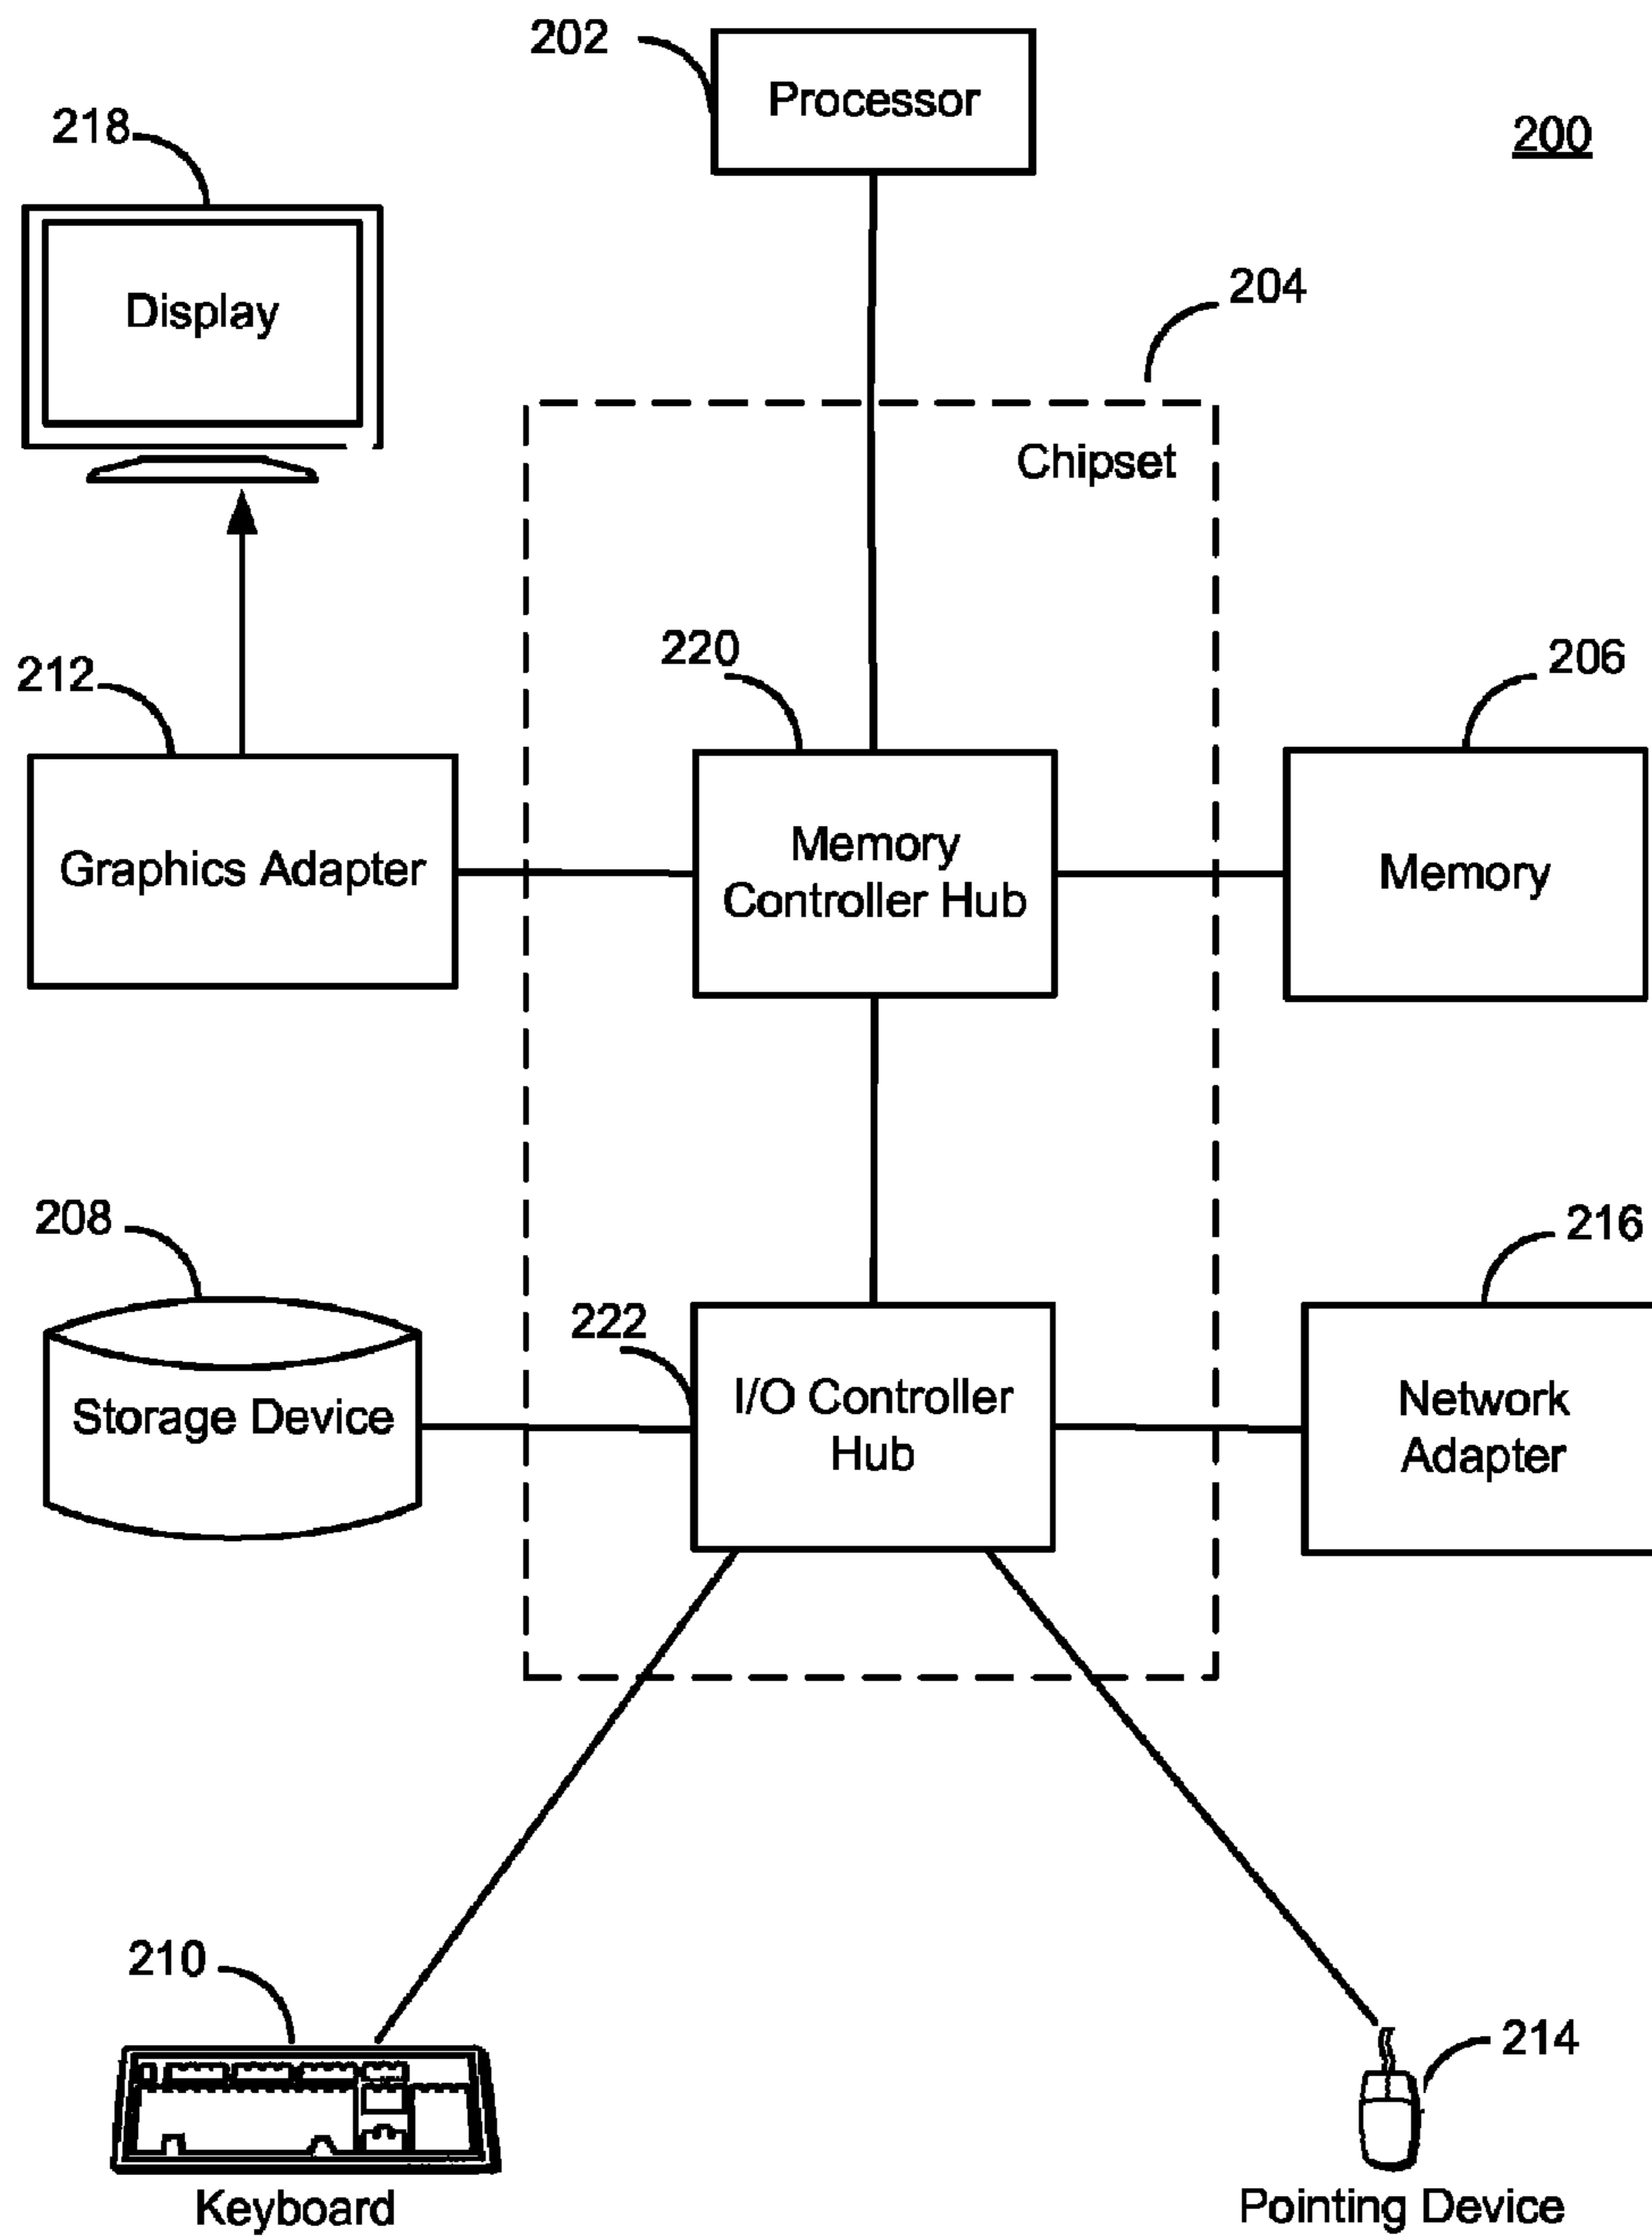 202
Processor
200
218
Display
204
Chipset
220
212
206
Graphics Adapter
Memory
Controller Hub
Memory
208
216
222
Storage Device
I/O Controller
Hub
Network
Adapter
210
214
Keyboard
Pointing Device